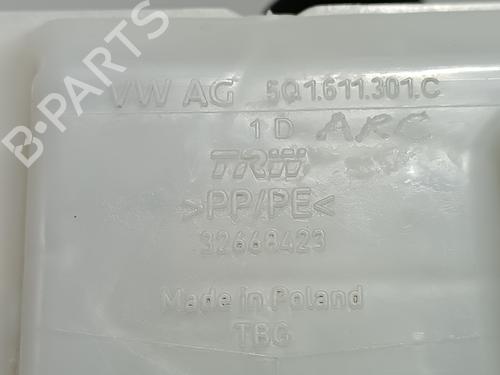 VW AG 5Q1.611.301.C
1 D ARC
TRW
>PP/PE<
32668423
Made in Poland
TBG
B-PARTS